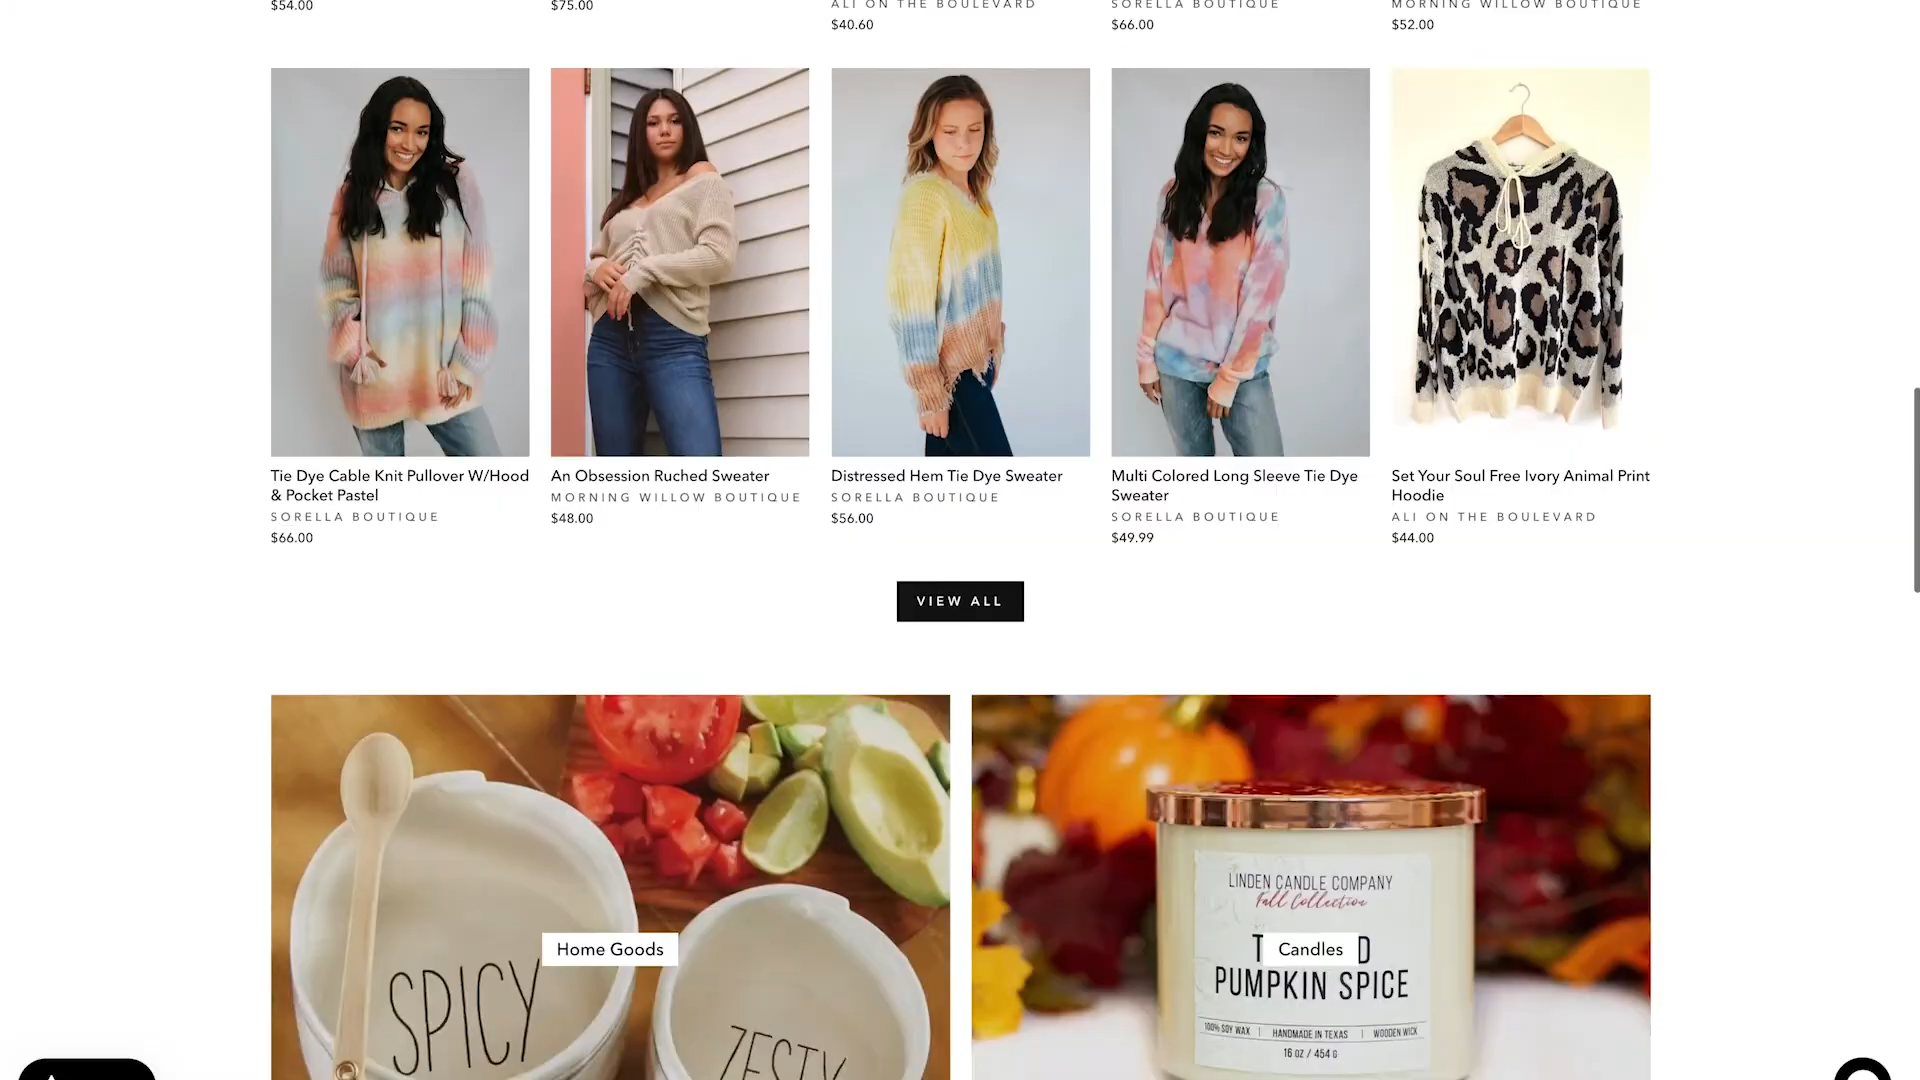 $54.00
$75.00
ALI ON THE BOULEVARD
$40.60
SORELLA BOUTIQUE
$66.00
MORNING WILLOW BOUTIQUE
$52.00
Tie Dye Cable Knit Pullover W/Hood
& Pocket Pastel
SORELLA BOUTIQUE
$66.00
An Obsession Ruched Sweater
MORNING WILLOW BOUTIQUE
$48.00
Distressed Hem Tie Dye Sweater
SORELLA BOUTIQUE
$56.00
Multi Colored Long Sleeve Tie Dye
Sweater
SORELLA BOUTIQUE
$49.99
Set Your Soul Free Ivory Animal Print
Hoodie
ALI ON THE BOULEVARD
$44.00
VIEW ALL
Home Goods
SPICY
ZESTY
LINDEN CANDLE COMPANY
Fall Collection
Candles
PUMPKIN SPICE
100% SOY WAX | HANDMADE IN TEXAS | WOODEN WICK
16 OZ / 454 G